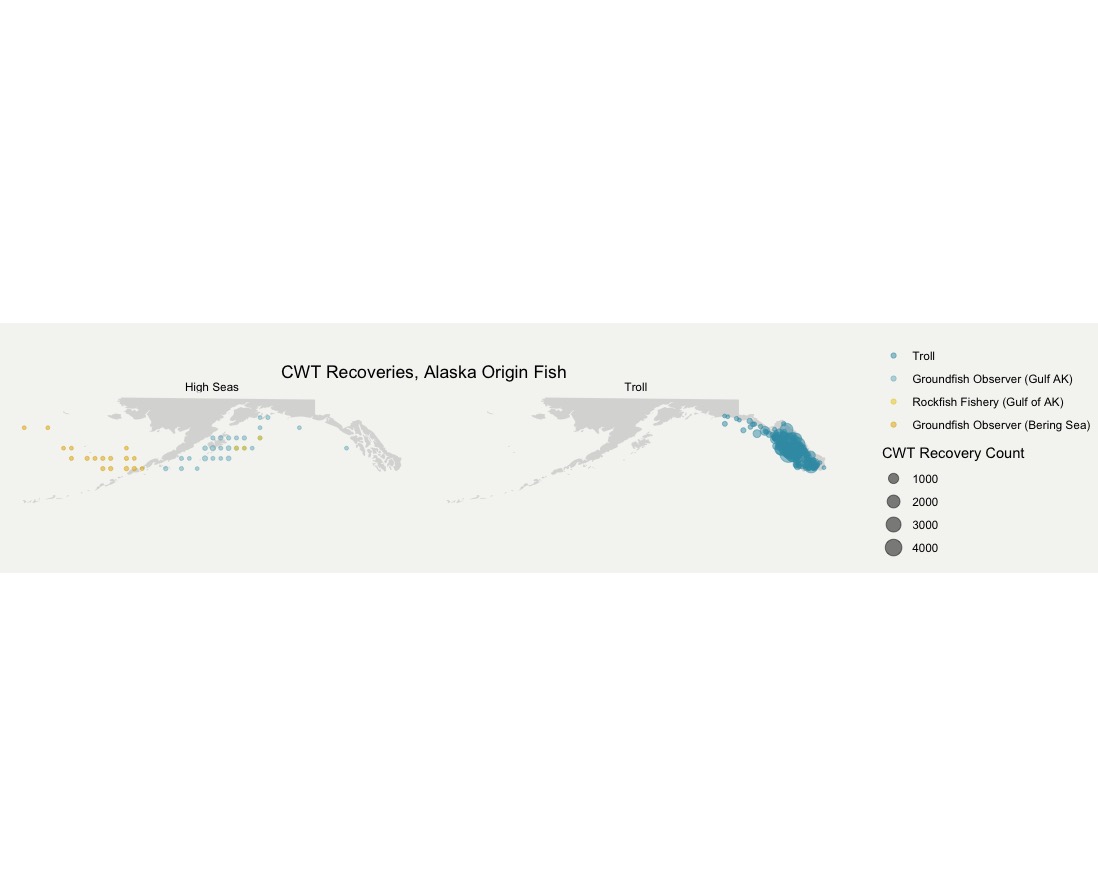 CWT Recoveries, Alaska Origin Fish
High Seas
Troll
Troll
Groundfish Observer (Gulf AK)
Rockfish Fishery (Gulf of AK)
Groundfish Observer (Bering Sea)
CWT Recovery Count
1000
2000
3000
4000